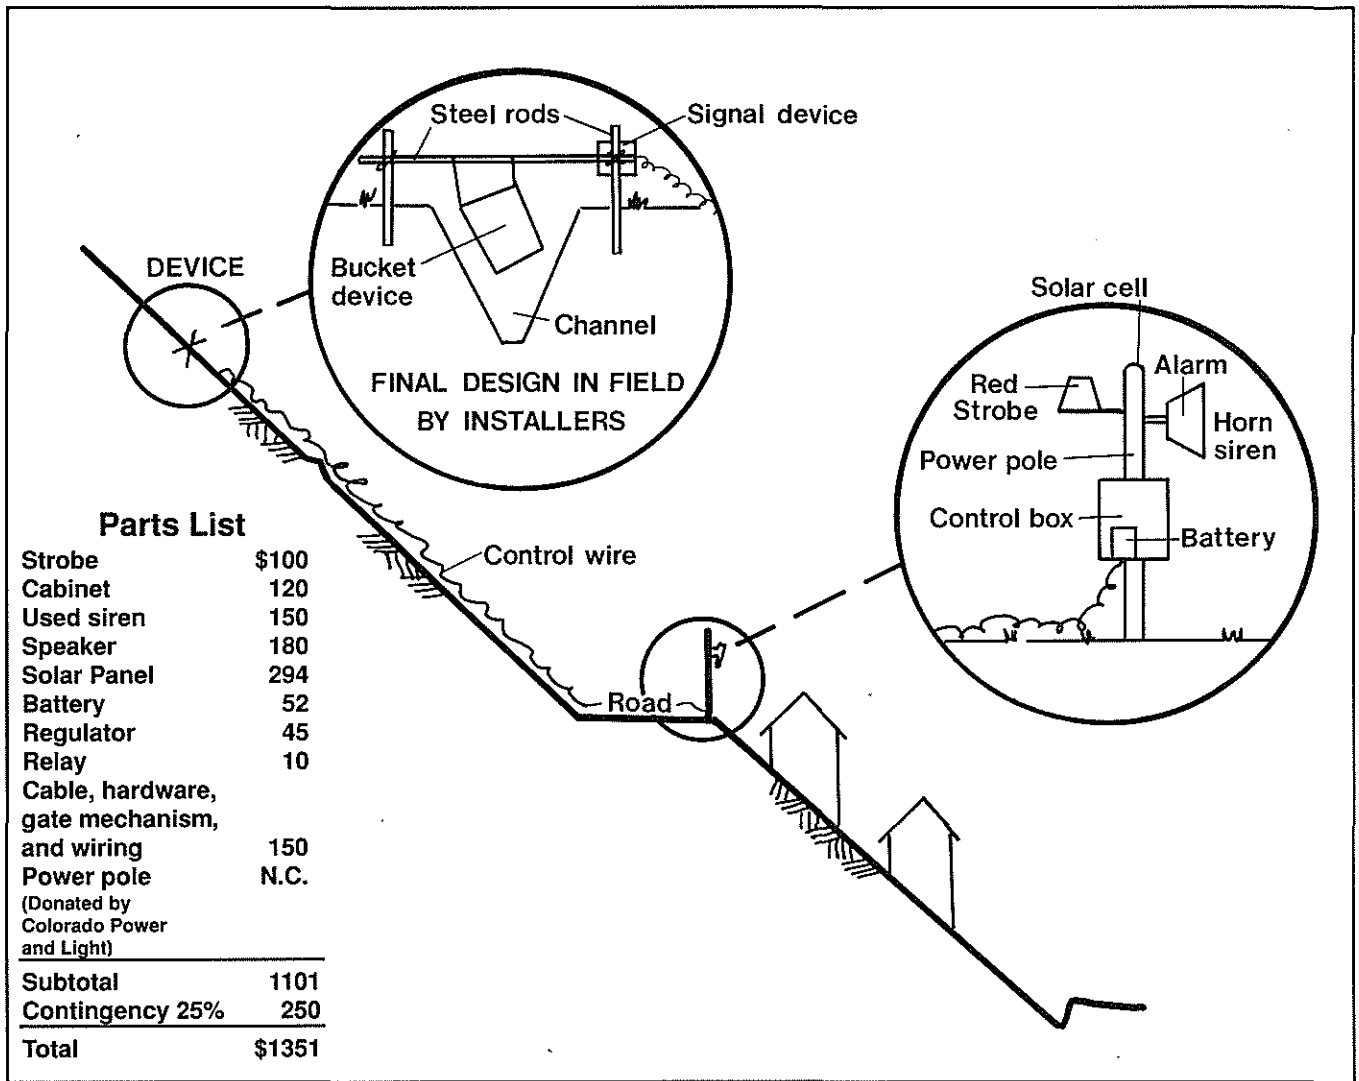 Steel rods
Signal device
DEVICE
Bucket
device
Channel
FINAL DESIGN IN FIELD
BY INSTALLERS
Solar cell
Red
Strobe
Alarm
Horn
siren
Power pole
Control box
Battery
Control wire
Road
Parts List
Strobe $100
Cabinet 120
Used siren 150
Speaker 180
Solar Panel 294
Battery 52
Regulator 45
Relay 10
Cable, hardware,
gate mechanism,
and wiring 150
Power pole N.C.
(Donated by
Colorado Power
and Light)
Subtotal 1101
Contingency 25% 250
Total $1351